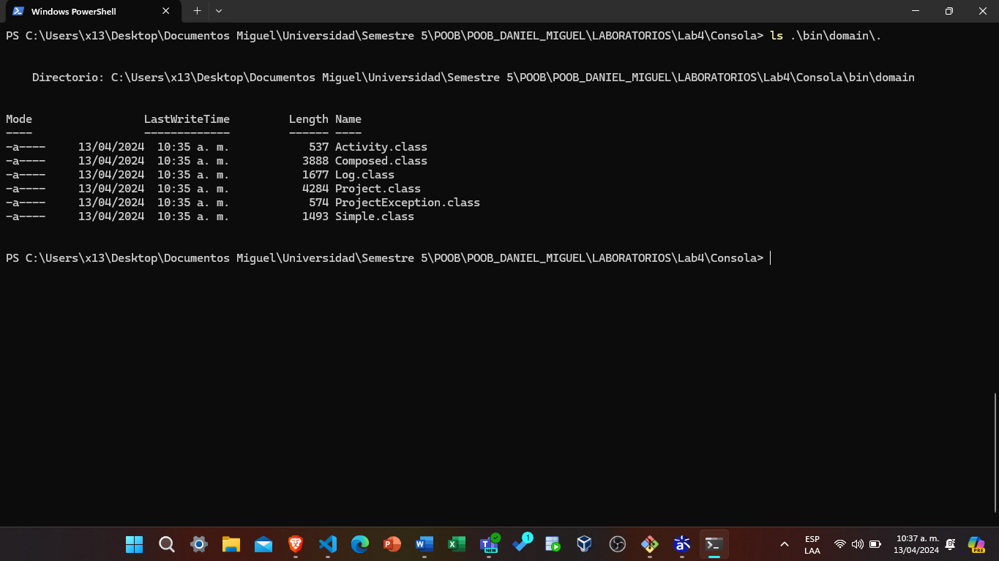 Windows PowerShell
PS C:\Users\x13\Desktop\Documentos Miguel\Universidad\Semestre 5\POOB\POOB_DANIEL_MIGUEL\LABORATORIOS\Lab4\Consola> ls .\bin\domain\.
Directorio: C:\Users\x13\Desktop\Documentos Miguel\Universidad\Semestre 5\POOB\POOB_DANIEL_MIGUEL\LABORATORIOS\Lab4\Consola\bin\domain
Mode LastWriteTime Length Name
---- ------------- ------ ----
-a---- 13/04/2024 10:35 a. m. 537 Activity.class
-a---- 13/04/2024 10:35 a. m. 3888 Composed.class
-a---- 13/04/2024 10:35 a. m. 1677 Log.class
-a---- 13/04/2024 10:35 a. m. 4284 Project.class
-a---- 13/04/2024 10:35 a. m. 574 ProjectException.class
-a---- 13/04/2024 10:35 a. m. 1493 Simple.class
PS C:\Users\x13\Desktop\Documentos Miguel\Universidad\Semestre 5\POOB\POOB_DANIEL_MIGUEL\LABORATORIOS\Lab4\Consola>
NEW
1
ESP
LAA
10:37 a. m.
13/04/2024
PRE